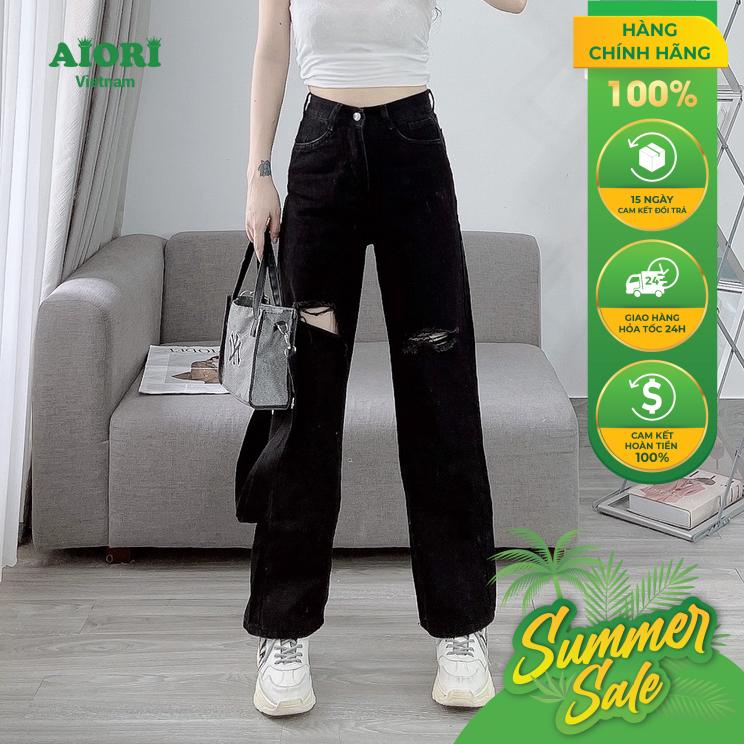 AIORI
Vietnam
HÀNG
CHÍNH HÃNG
100%
15 NGÀY
CAM KẾT ĐỔI TRẢ
24
GIAO HÀNG
HỎA TỐC 24H
$
CAM KẾT
HOÀN TIỀN
100%
Summer
Sale